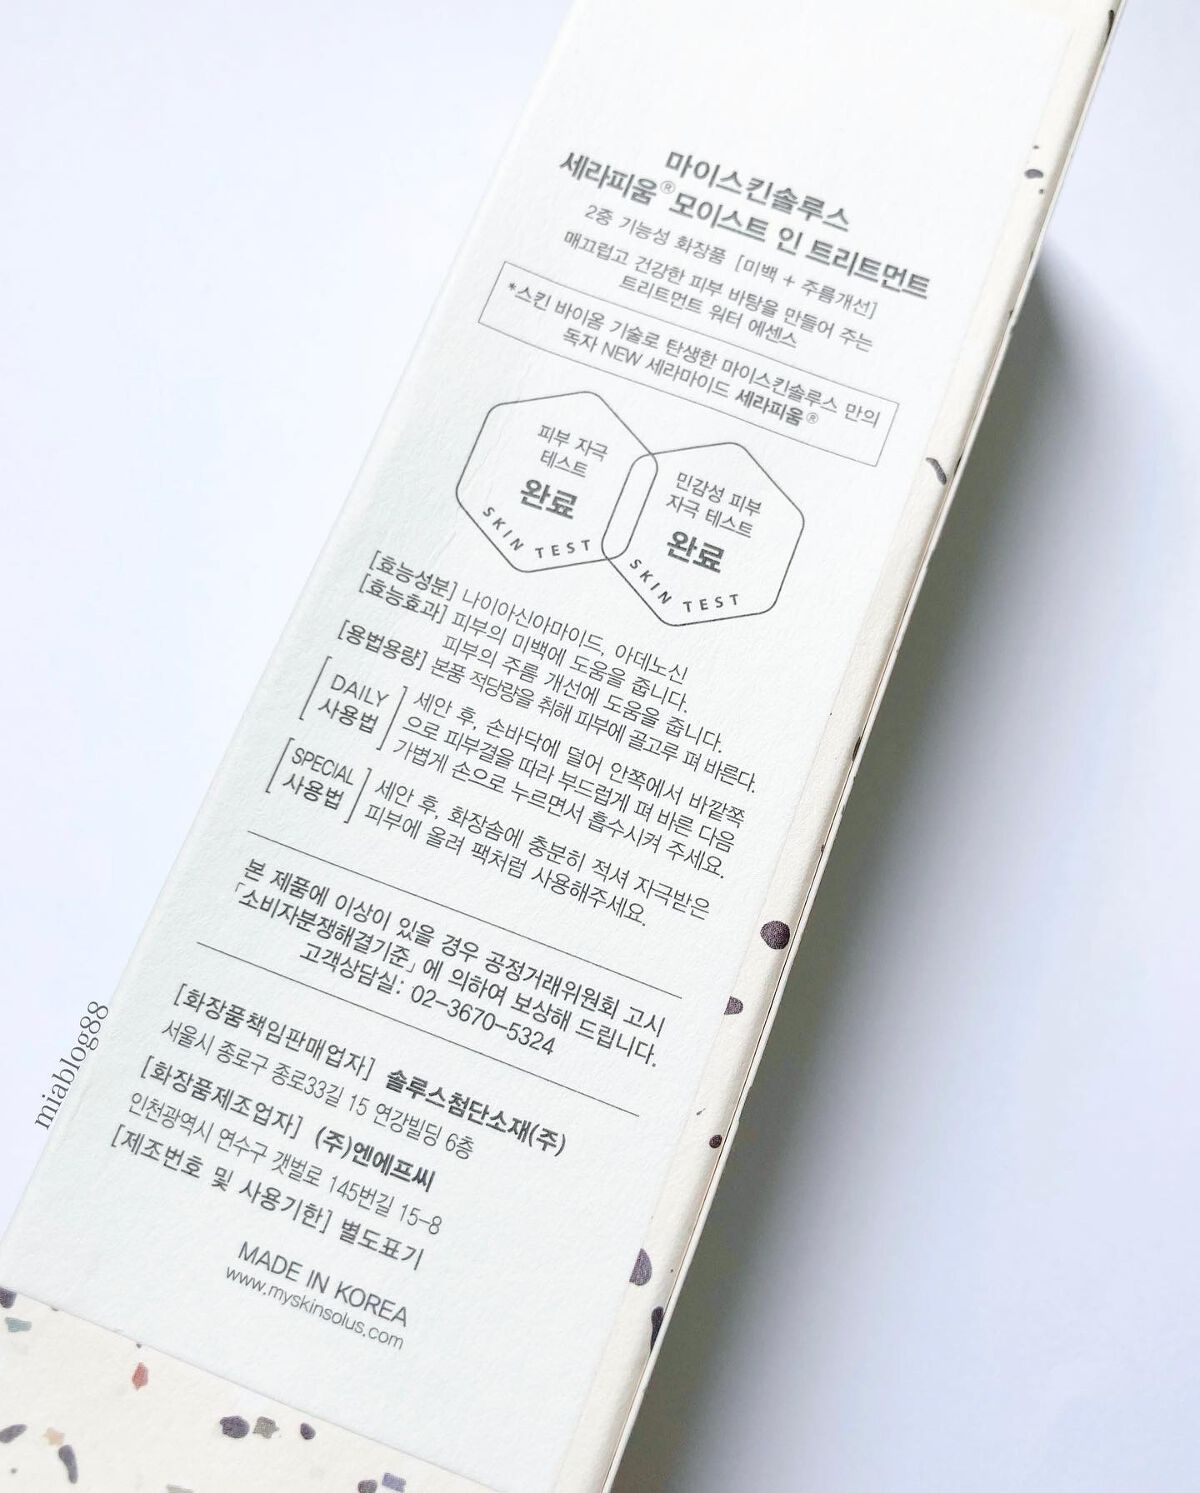 마이스킨솔루스
세라피움® 모이스트 인 트리트먼트
2중 기능성 화장품 [미백 + 주름개선]
매끄럽고 건강한 피부 바탕을 만들어 주는
트리트먼트 워터 에센스
*스킨 바이옴 기술로 탄생한 마이스킨솔루스 만의
독자 NEW 세라마이드 세라피움®
피부 자극
테스트
완료
SKIN TEST
민감성 피부
자극 테스트
완료
SKIN TEST
[효능성분] 나이아신아마이드, 아데노신
[효능효과] 피부의 미백에 도움을 줍니다.
피부의 주름 개선에 도움을 줍니다.
[용법용량] 본품 적당량을 취해 피부에 골고루 펴 바른다.
[DAILY
사용법]
세안 후, 손바닥에 덜어 안쪽에서 바깥쪽
으로 피부결을 따라 부드럽게 펴 바른 다음
가볍게 손으로 누르면서 흡수시켜 주세요.
[SPECIAL
사용법]
세안 후, 화장솜에 충분히 적셔 자극받은
피부에 올려 팩처럼 사용해주세요.
본 제품에 이상이 있을 경우 공정거래위원회 고시
「소비자분쟁해결기준」에 의하여 보상해 드립니다.
고객상담실: 02-3670-5324
[화장품책임판매업자] 솔루스첨단소재(주)
서울시 종로구 종로33길 15 연강빌딩 6층
[화장품제조업자] (주)엔에프씨
인천광역시 연수구 갯벌로 145번길 15-8
[제조번호 및 사용기한] 별도표기
MADE IN KOREA
www.myskinsolus.com
miablog88